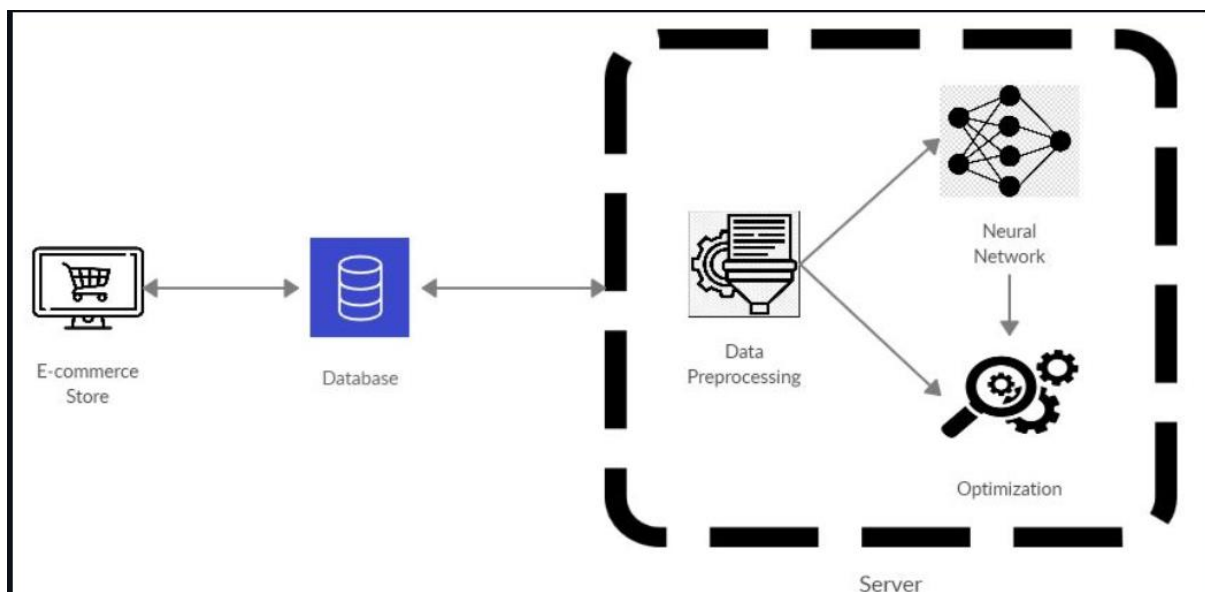 E-commerce
Store
Database
Data
Preprocessing
Neural
Network
Optimization
Server